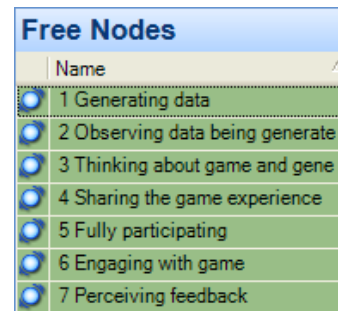 Free Nodes
Name
1 Generating data
2 Observing data being generate
3 Thinking about game and gene
4 Sharing the game experience
5 Fully participating
6 Engaging with game
7 Perceiving feedback